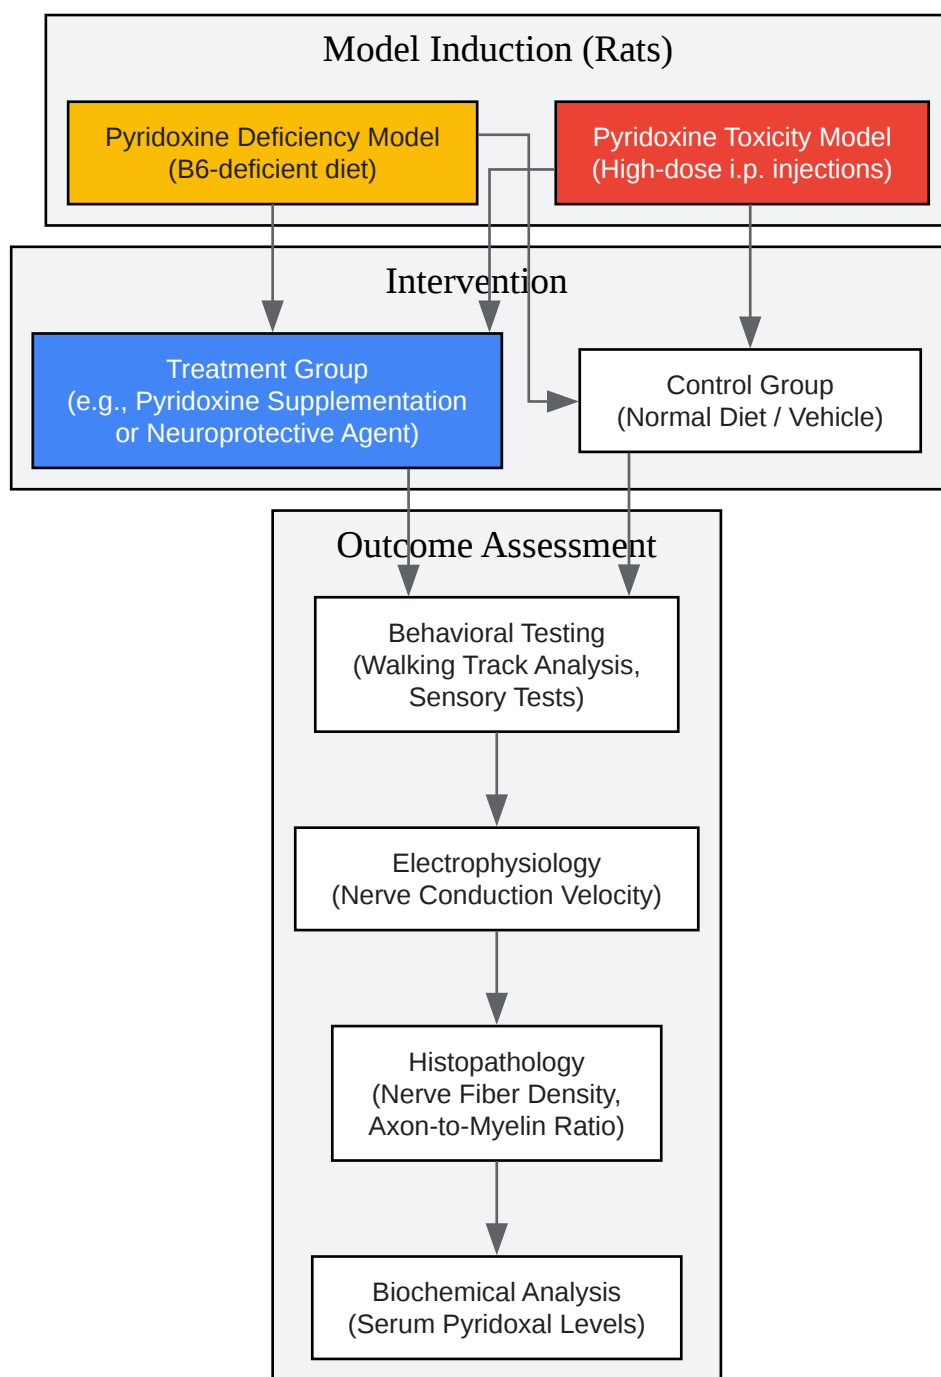 Model Induction (Rats)
Pyridoxine Deficiency Model
(B6-deficient diet)
Pyridoxine Toxicity Model
(High-dose i.p. injections)
Intervention
Treatment Group
(e.g., Pyridoxine Supplementation
or Neuroprotective Agent)
Control Group
(Normal Diet / Vehicle)
Outcome Assessment
Behavioral Testing
(Walking Track Analysis,
Sensory Tests)
Electrophysiology
(Nerve Conduction Velocity)
Histopathology
(Nerve Fiber Density,
Axon-to-Myelin Ratio)
Biochemical Analysis
(Serum Pyridoxal Levels)